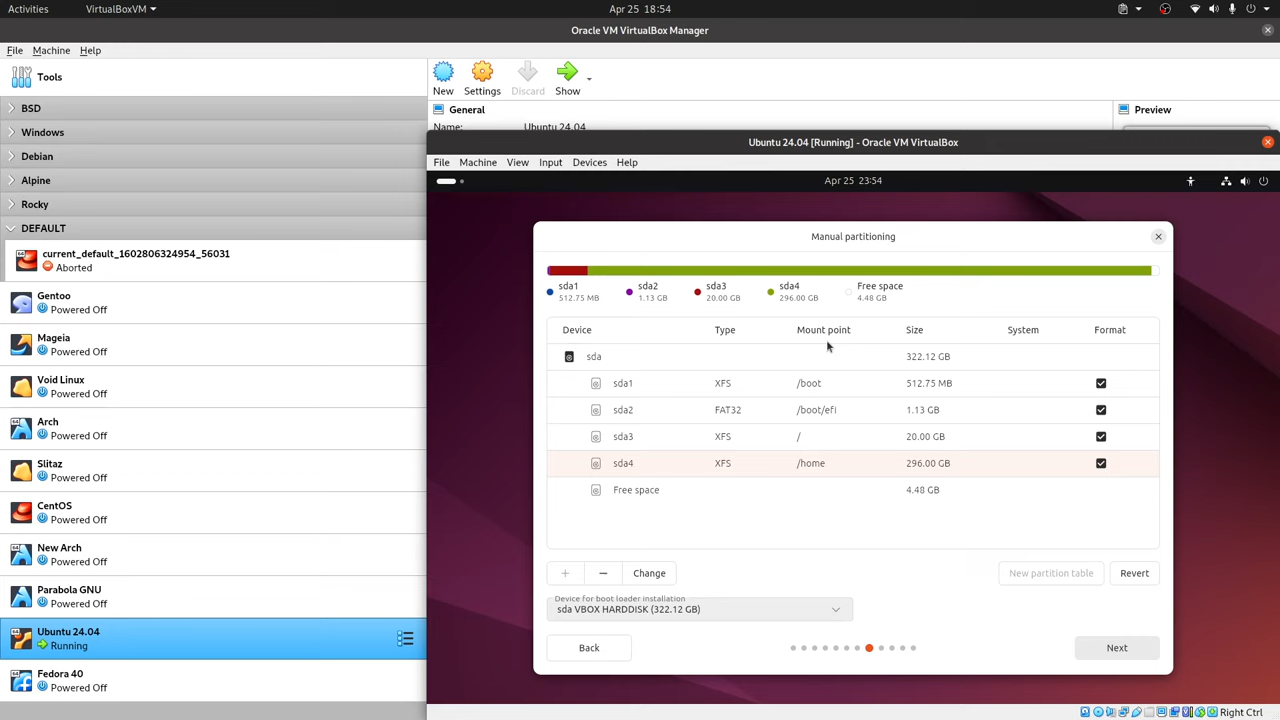 Activities VirtualBoxVM Apr 25 18:54
Oracle VM VirtualBox Manager
File Machine Help
Tools
New Settings Discard Show
BSD
Windows
Debian
Alpine
Rocky
DEFAULT
current_default_1602806324954_56031
Aborted
Gentoo
Powered Off
Mageia
Powered Off
Void Linux
Powered Off
Arch
Powered Off
Slitaz
Powered Off
CentOS
Powered Off
New Arch
Powered Off
Parabola GNU
Powered Off
Ubuntu 24.04
Running
Fedora 40
Powered Off
General Preview
Name: Ubuntu 24.04
Ubuntu 24.04 [Running] - Oracle VM VirtualBox
File Machine View Input Devices Help
Apr 25 23:54
Manual partitioning
sda1 sda2 sda3 sda4 Free space
512.75 MB 1.13 GB 20.00 GB 296.00 GB 4.48 GB
Device Type Mount point Size System Format
sda 322.12 GB
sda1 XFS /boot 512.75 MB
sda2 FAT32 /boot/efi 1.13 GB
sda3 XFS / 20.00 GB
sda4 XFS /home 296.00 GB
Free space 4.48 GB
+ − Change New partition table Revert
Device for boot loader installation
sda VBOX HARDDISK (322.12 GB)
Back Next
Right Ctrl